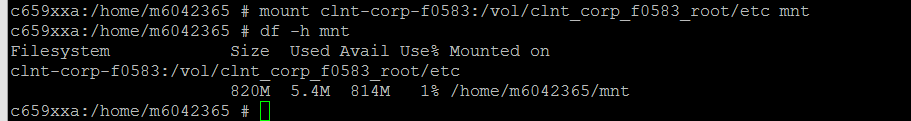 c659xxa:/home/m6042365 # mount clnt-corp-f0583:/vol/clnt_corp_f0583_root/etc mnt
c659xxa:/home/m6042365 # df -h mnt
Filesystem            Size  Used Avail Use% Mounted on
clnt-corp-f0583:/vol/clnt_corp_f0583_root/etc
                      820M  5.4M  814M   1% /home/m6042365/mnt
c659xxa:/home/m6042365 #